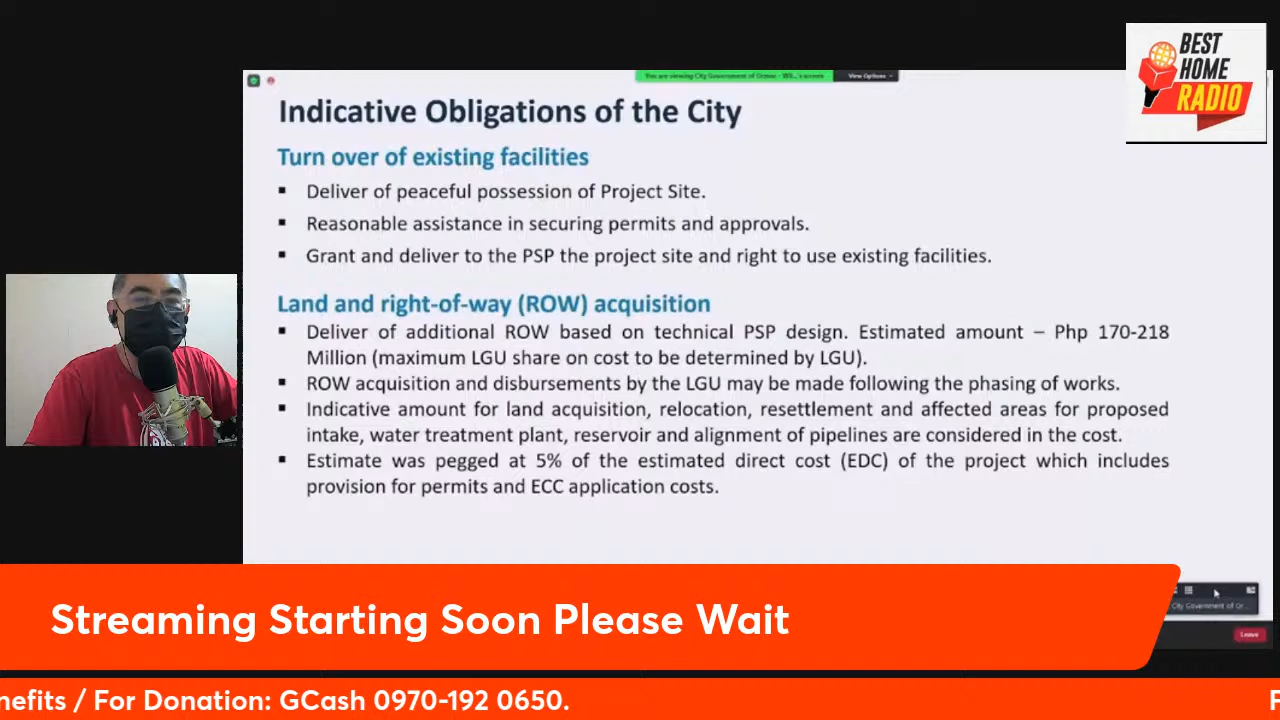 You are viewing City Government of Ormoc - Wil...'s screen
View Options
BEST
HOME
RADIO
Indicative Obligations of the City
Turn over of existing facilities
▪ Deliver of peaceful possession of Project Site.
▪ Reasonable assistance in securing permits and approvals.
▪ Grant and deliver to the PSP the project site and right to use existing facilities.
Land and right-of-way (ROW) acquisition
▪ Deliver of additional ROW based on technical PSP design. Estimated amount – Php 170-218
Million (maximum LGU share on cost to be determined by LGU).
▪ ROW acquisition and disbursements by the LGU may be made following the phasing of works.
▪ Indicative amount for land acquisition, relocation, resettlement and affected areas for proposed
intake, water treatment plant, reservoir and alignment of pipelines are considered in the cost.
▪ Estimate was pegged at 5% of the estimated direct cost (EDC) of the project which includes
provision for permits and ECC application costs.
City Government of Or...
Leave
Streaming Starting Soon Please Wait
nefits / For Donation: GCash 0970-192 0650.
P